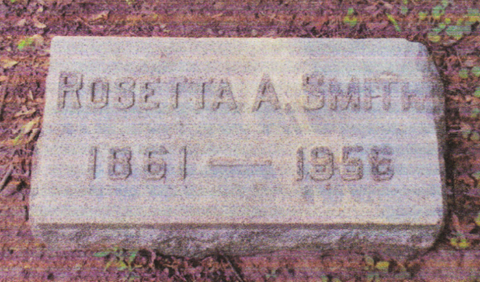 ROSETTA A. SMITH
1861 — 1956